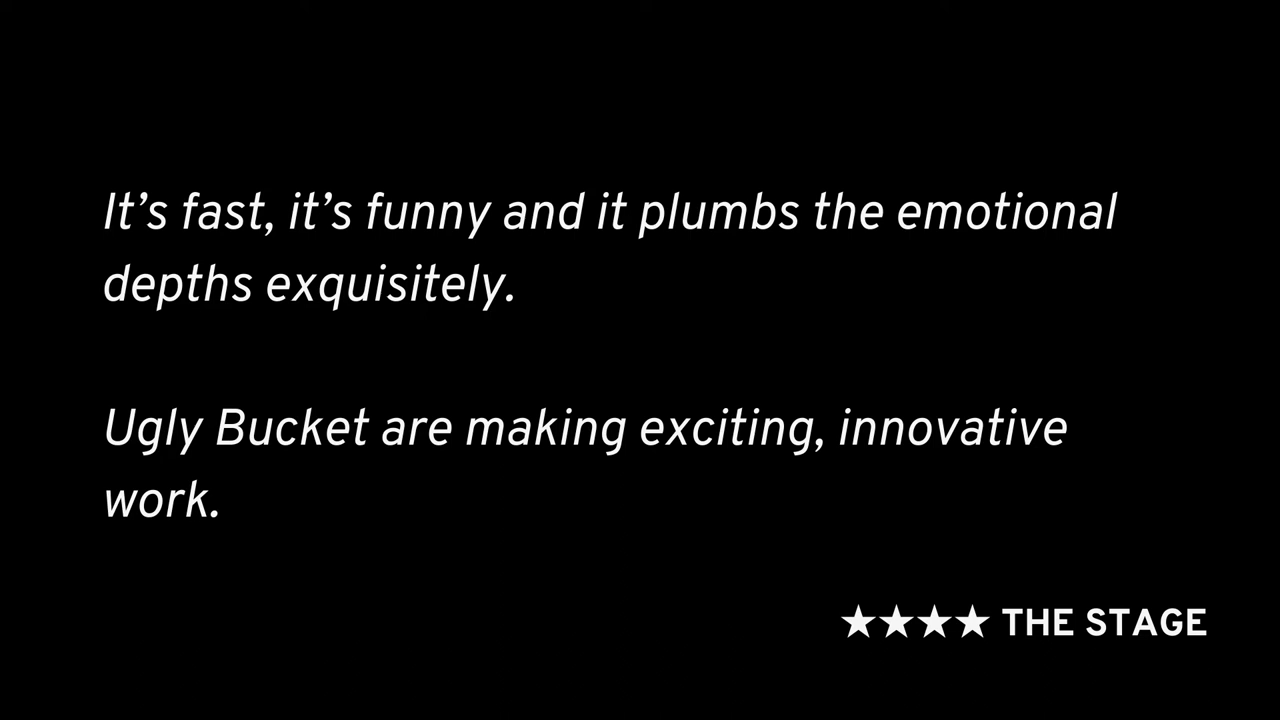 It’s fast, it’s funny and it plumbs the emotional
depths exquisitely.
Ugly Bucket are making exciting, innovative
work.
★★★★ THE STAGE